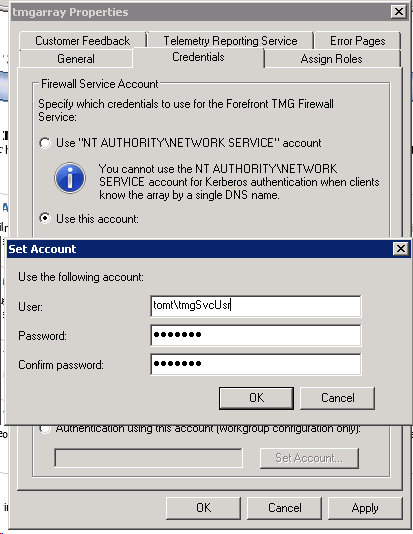 tmgarray Properties
Customer Feedback
Telemetry Reporting Service
Error Pages
General
Credentials
Assign Roles
Firewall Service Account
Specify which credentials to use for the Forefront TMG Firewall
Service:
Use "NT AUTHORITY\NETWORK SERVICE" account
You cannot use the NT AUTHORITY\NETWORK
SERVICE account for Kerberos authentication when clients
know the array by a single DNS name.
Use this account:
Set Account
Use the following account:
User:
tomt\tmgSvcUsr
Password:
●●●●●●●
Confirm password:
●●●●●●●
OK
Cancel
Authentication using this account (workgroup configuration only):
Set Account...
OK
Cancel
Apply